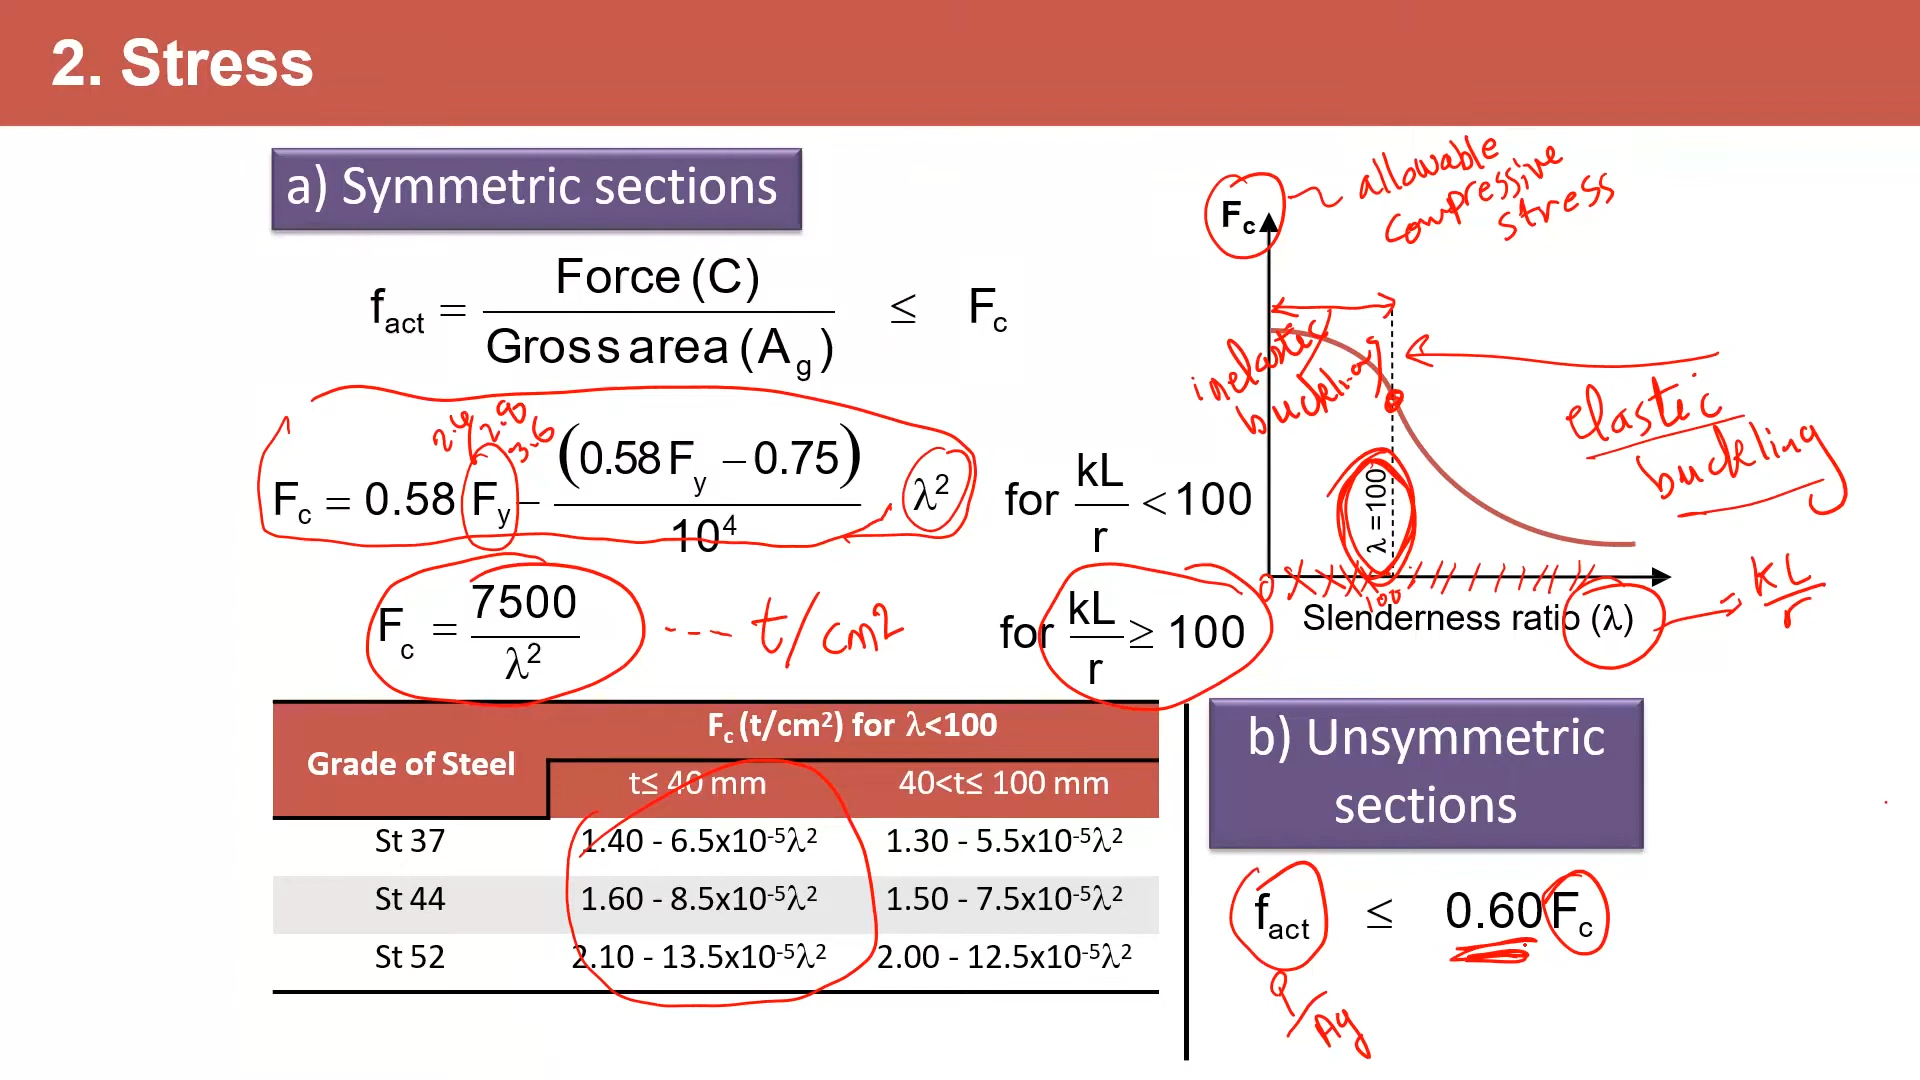 2. Stress
a) Symmetric sections
f_act = Force (C) / Gross area (A_g) ≤ F_c
2.4 / 2.8
3.6
F_c = 0.58 F_y − (0.58 F_y − 0.75) / 10^4 λ² for kL/r < 100
F_c = 7500 / λ² ---- t/cm² for kL/r ≥ 100
Grade of Steel
F_c (t/cm²) for λ<100
t≤ 40 mm 40<t≤ 100 mm
St 37 1.40 - 6.5x10⁻⁵λ² 1.30 - 5.5x10⁻⁵λ²
St 44 1.60 - 8.5x10⁻⁵λ² 1.50 - 7.5x10⁻⁵λ²
St 52 2.10 - 13.5x10⁻⁵λ² 2.00 - 12.5x10⁻⁵λ²
F_c
allowable
compressive
stress
inelastic
buckling
elastic
buckling
λ =100
0
100
Slenderness ratio (λ)
= kL/r
b) Unsymmetric
sections
f_act ≤ 0.60 F_c
/Ag